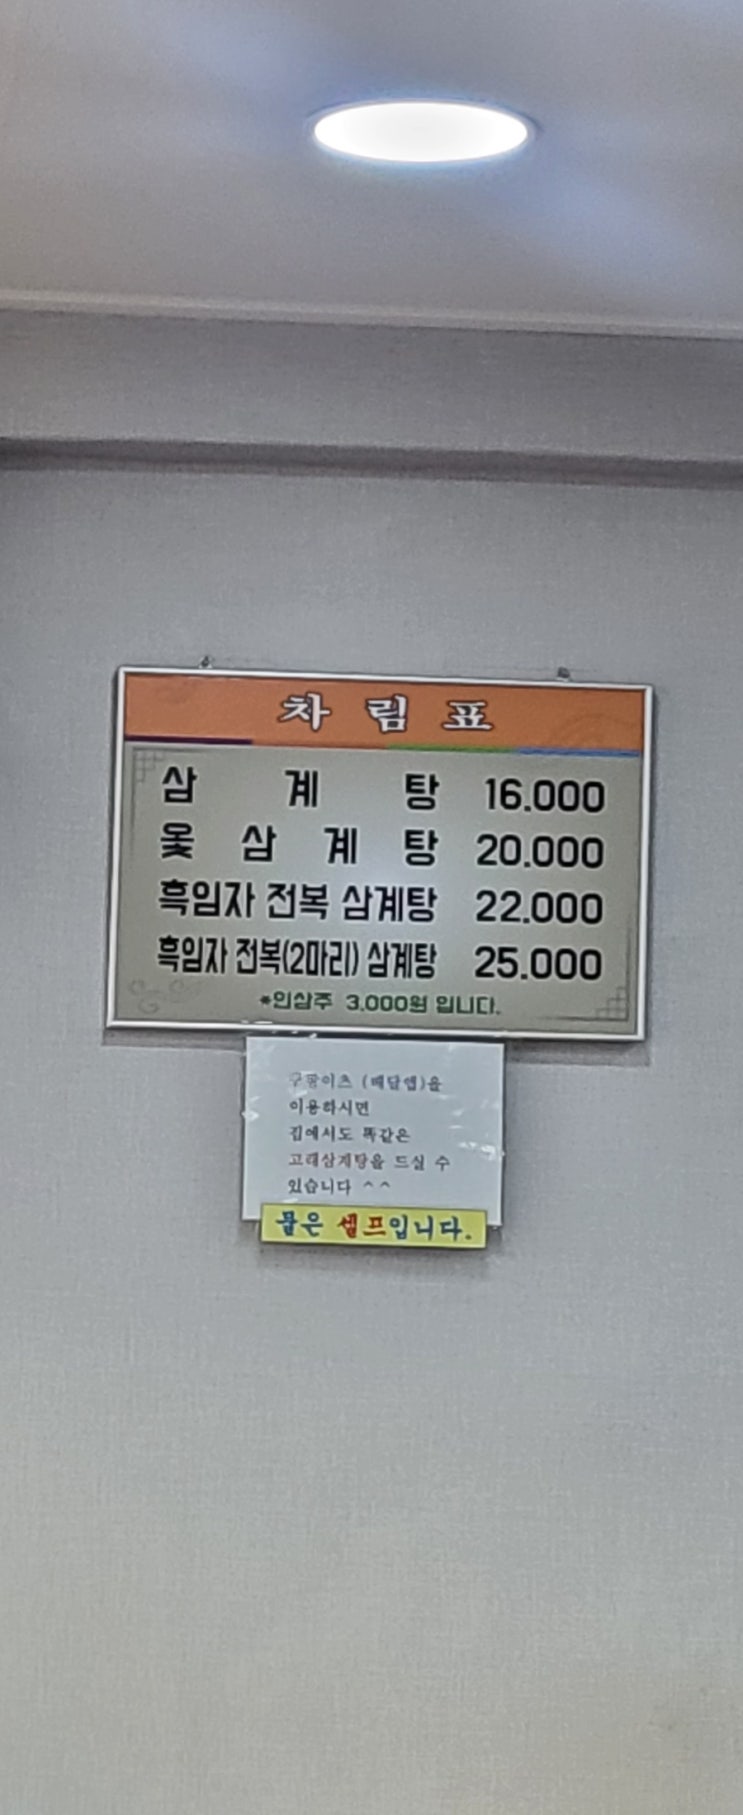 차 림 표
삼 계 탕 16.000
옻 삼 계 탕 20.000
흑임자 전복 삼계탕 22.000
흑임자 전복(2마리) 삼계탕 25.000
*인삼주 3.000원 입니다.
쿠팡이츠 (배달앱)을
이용하시면
집에서도 똑같은
고래삼계탕을 드실 수
있습니다 ^^
물은 셀프입니다.